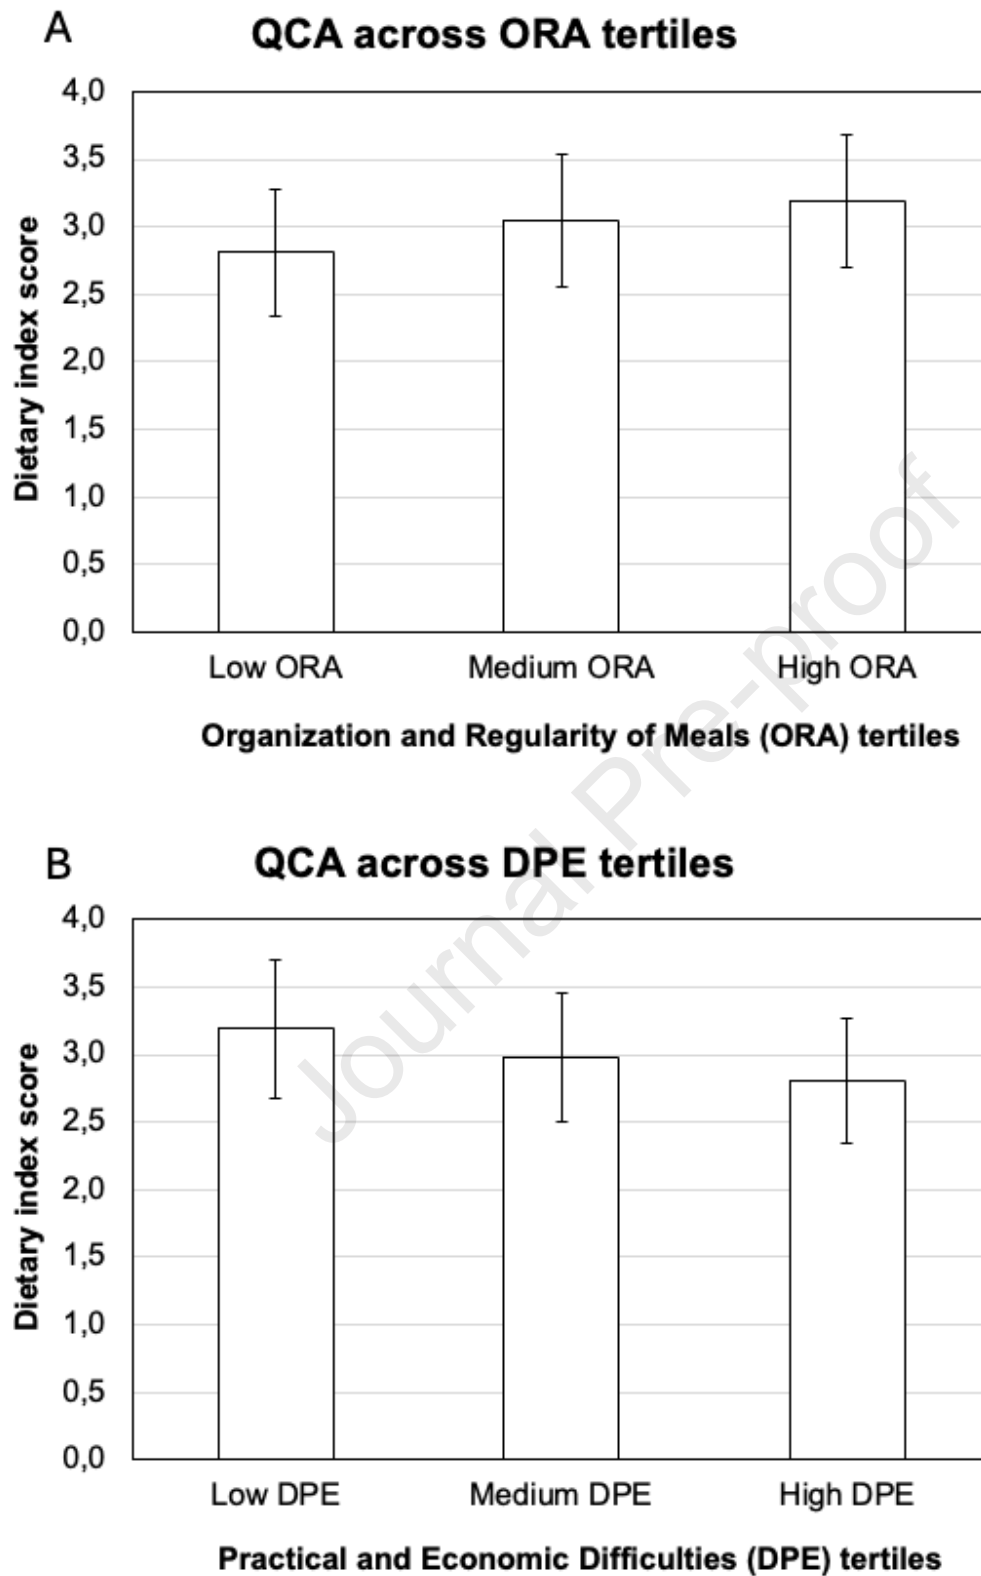 A
QCA across ORA tertiles
4,0
3,5
3,0
2,5
2,0
1,5
1,0
0,5
0,0
Dietary index score
Low ORA Medium ORA High ORA
Organization and Regularity of Meals (ORA) tertiles
Journal Pre-proof
B
QCA across DPE tertiles
4,0
3,5
3,0
2,5
2,0
1,5
1,0
0,5
0,0
Dietary index score
Low DPE Medium DPE High DPE
Practical and Economic Difficulties (DPE) tertiles